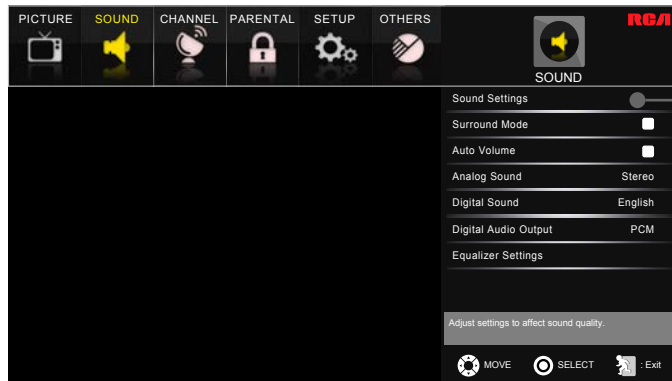 PICTURE SOUND CHANNEL PARENTAL SETUP OTHERS
RCA
SOUND
Sound Settings
Surround Mode
Auto Volume
Analog Sound Stereo
Digital Sound English
Digital Audio Output PCM
Equalizer Settings
Adjust settings to affect sound quality.
MOVE SELECT : Exit